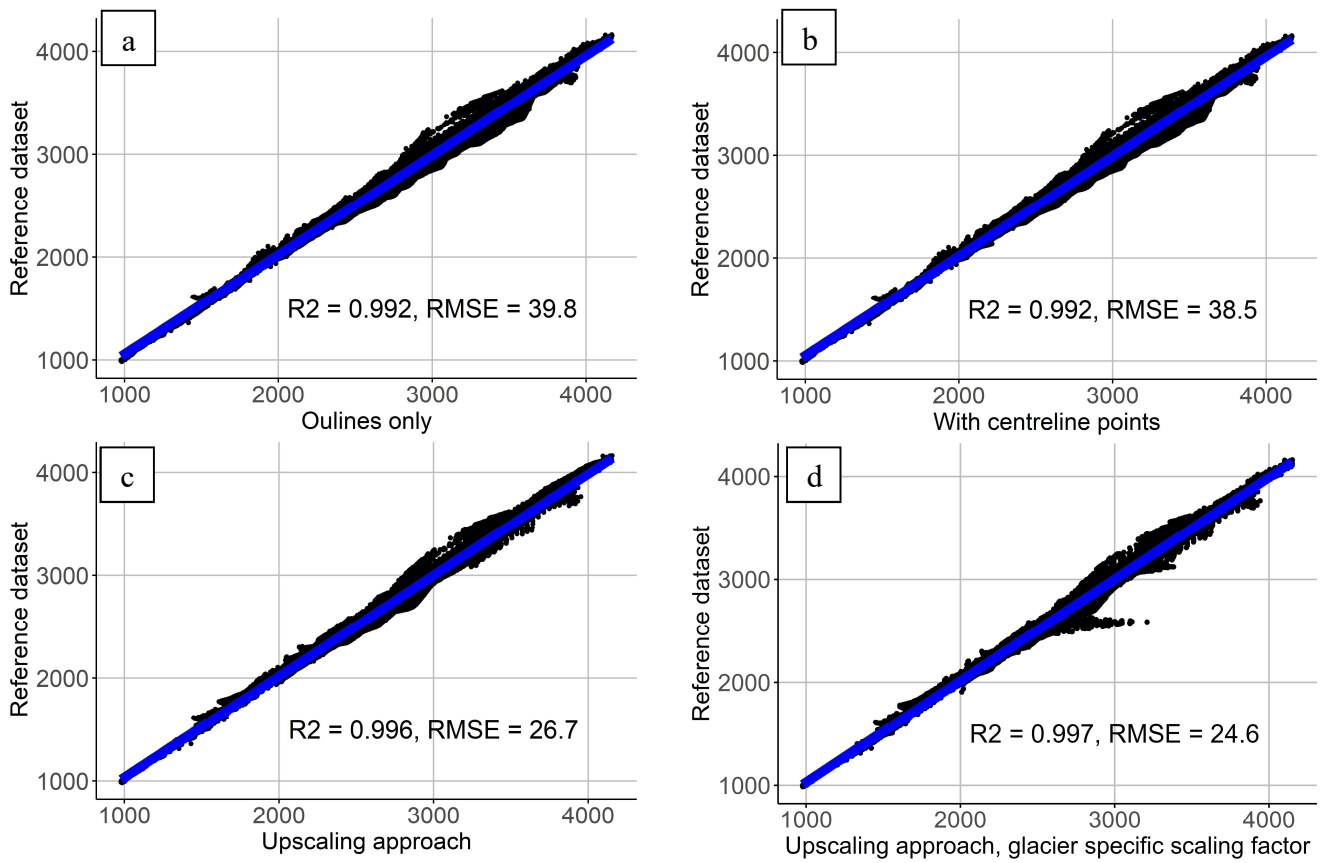 a
4000
3000
2000
1000
Reference dataset
R2 = 0.992, RMSE = 39.8
1000 2000 3000 4000
Oulines only
b
4000
3000
2000
1000
Reference dataset
R2 = 0.992, RMSE = 38.5
1000 2000 3000 4000
With centreline points
c
4000
3000
2000
1000
Reference dataset
R2 = 0.996, RMSE = 26.7
1000 2000 3000 4000
Upscaling approach
d
4000
3000
2000
1000
Reference dataset
R2 = 0.997, RMSE = 24.6
1000 2000 3000 4000
Upscaling approach, glacier specific scaling factor